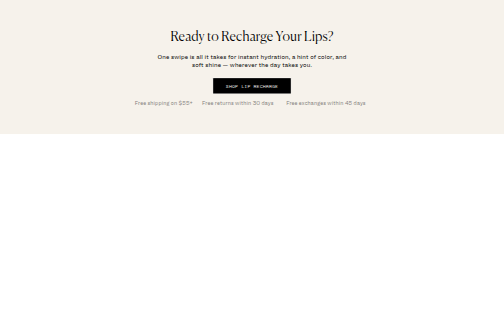 Ready to Recharge Your Lips?
One swipe is all it takes for instant hydration, a hint of color, and
soft shine — wherever the day takes you.
SHOP LIP RECHARGE
Free shipping on $55+ Free returns within 30 days Free exchanges within 45 days